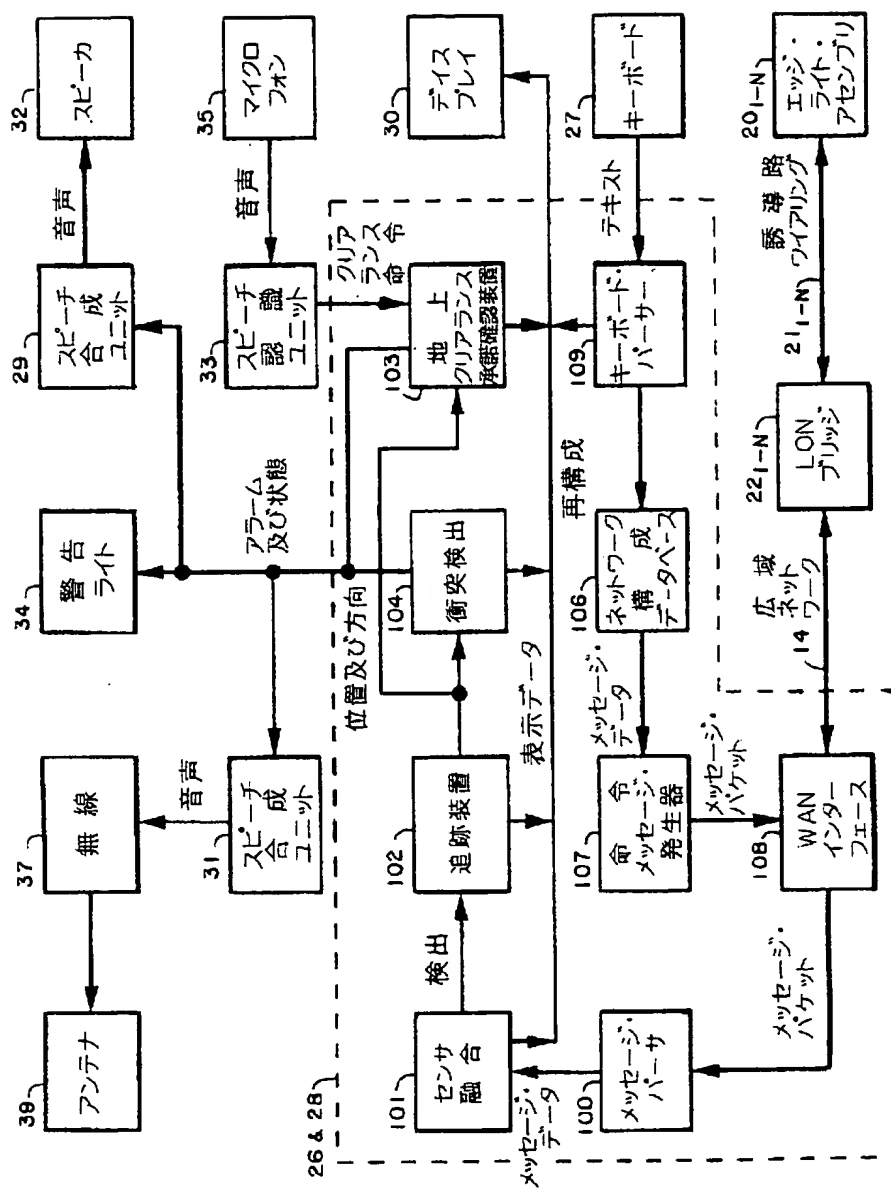 39
アンテナ
37
無線
34
警告
ライト
29
スピーチ
合成
ユニット
音声
32
スピーカ
音声
31
スピーチ
合成
ユニット
アラーム
及び状態
33
スピーチ
認識
ユニット
音声
35
マイクロ
フォン
26 & 28
位置及び方向
クリア
ランス
命令
101
センサ
融合
検出
102
追跡装置
104
衝突検出
103
地上
クリアランス
承諾確認装置
30
デイス
プレイ
表示データ
メッセージ・
データ
100
メッセージ・
パーサ
107
命令
メッセージ・
発生器
メッセージ・
データ
106
ネットワーク
構成
データベース
再構成
109
キーボード・
パーサー
テキスト
27
キーボード
メッセージ・
パケット
メッセージ・
パケット
108
WAN
インター
フェース
14
広域
ネット
ワーク
22 1-N
LON
ブリッジ
21 1-N
誘導路
ワイアリング
20 1-N
エッジ・
ライト・
アセンブリ